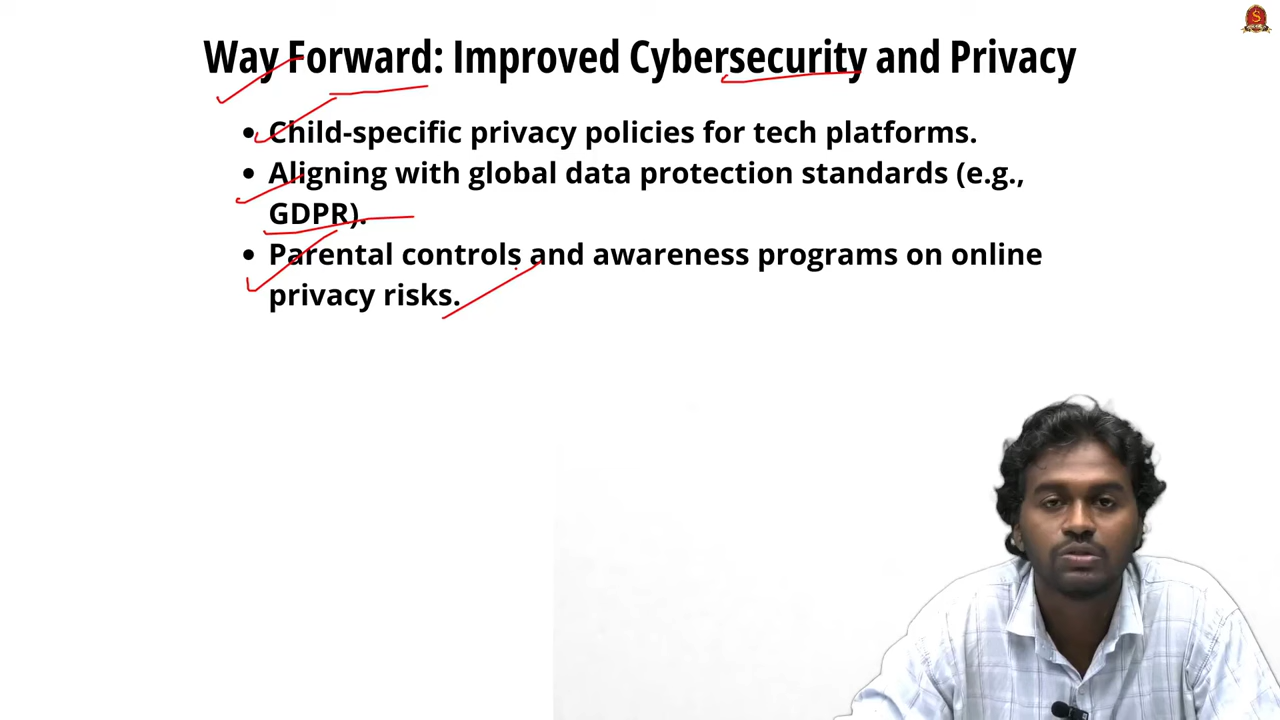 Way Forward: Improved Cybersecurity and Privacy
• Child-specific privacy policies for tech platforms.
• Aligning with global data protection standards (e.g.,
GDPR).
• Parental controls and awareness programs on online
privacy risks.